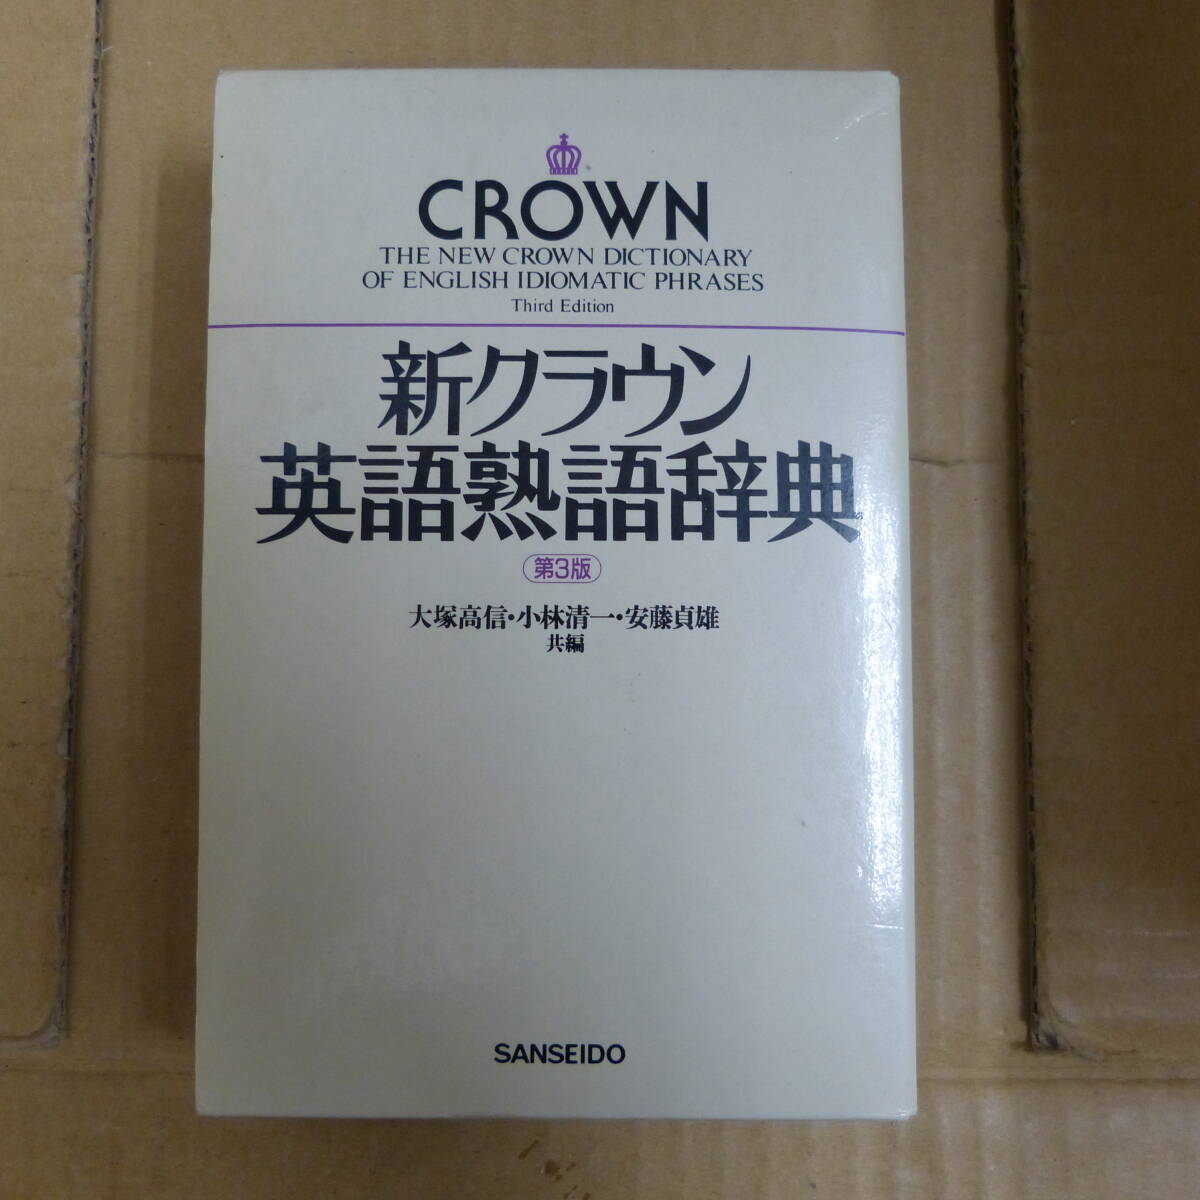 CROWN
THE NEW CROWN DICTIONARY
OF ENGLISH IDIOMATIC PHRASES
Third Edition
新クラウン
英語熟語辞典
第3版
大塚高信・小林清一・安藤貞雄
共編
SANSEIDO